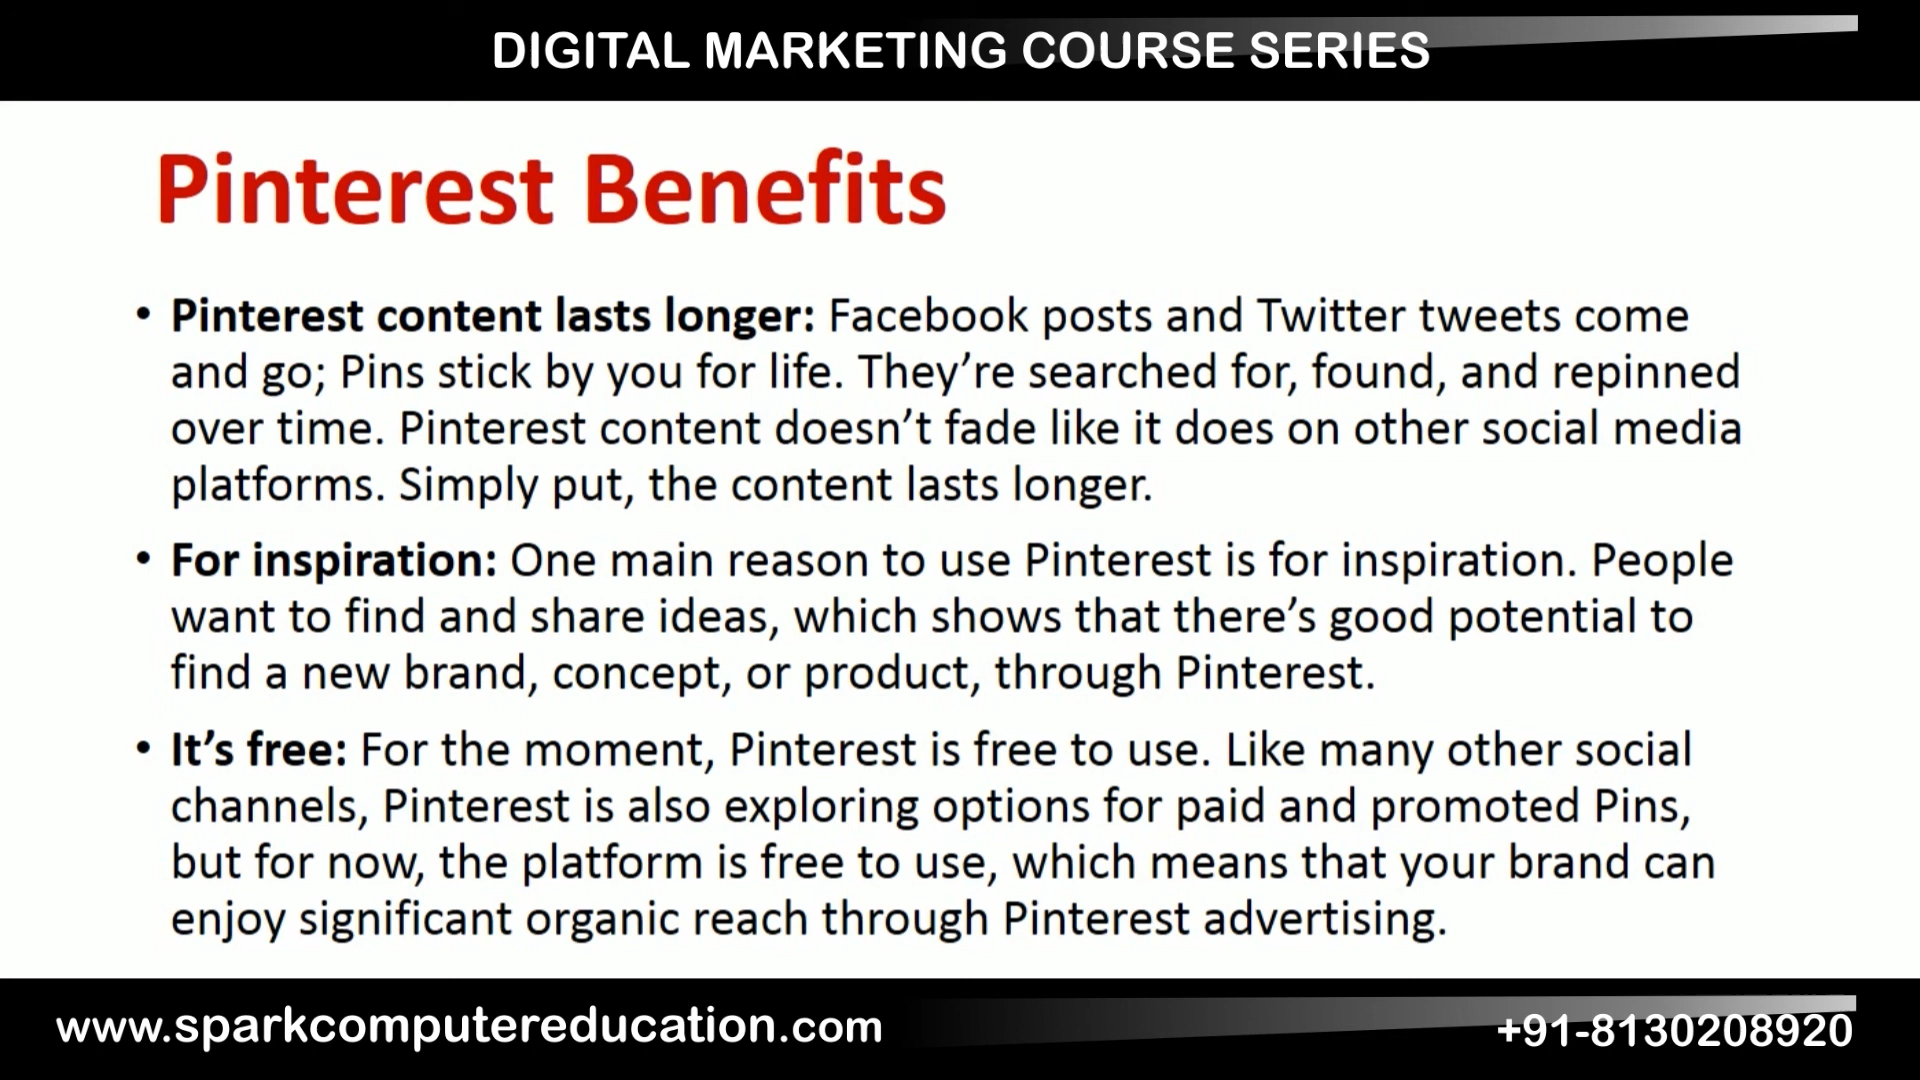 DIGITAL MARKETING COURSE SERIES
Pinterest Benefits
• Pinterest content lasts longer: Facebook posts and Twitter tweets come
and go; Pins stick by you for life. They’re searched for, found, and repinned
over time. Pinterest content doesn’t fade like it does on other social media
platforms. Simply put, the content lasts longer.
• For inspiration: One main reason to use Pinterest is for inspiration. People
want to find and share ideas, which shows that there’s good potential to
find a new brand, concept, or product, through Pinterest.
• It’s free: For the moment, Pinterest is free to use. Like many other social
channels, Pinterest is also exploring options for paid and promoted Pins,
but for now, the platform is free to use, which means that your brand can
enjoy significant organic reach through Pinterest advertising.
www.sparkcomputereducation.com
+91-8130208920